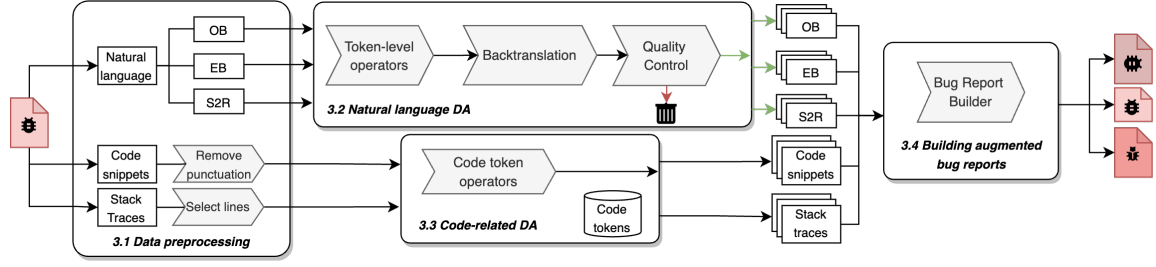 Natural
language
OB
EB
S2R
Code
snippets
Remove
punctuation
Stack
Traces
Select lines
3.1 Data preprocessing
Token-level
operators
Backtranslation
Quality
Control
3.2 Natural language DA
Code token
operators
Code
tokens
3.3 Code-related DA
OB
EB
S2R
Code
snippets
Stack
traces
Bug Report
Builder
3.4 Building augmented
bug reports